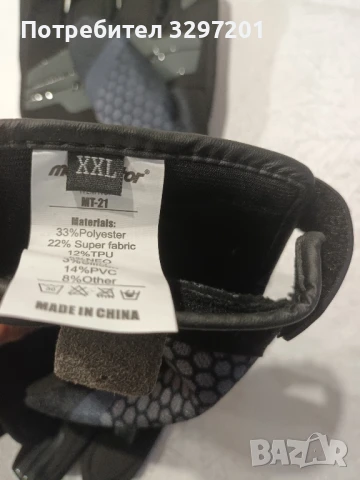 Потребител 3297201
XXL
MT-21
Materials:
33%Polyester
22% Super fabric
12%TPU
14%PVC
8%Other
MADE IN CHINA
BAZAR